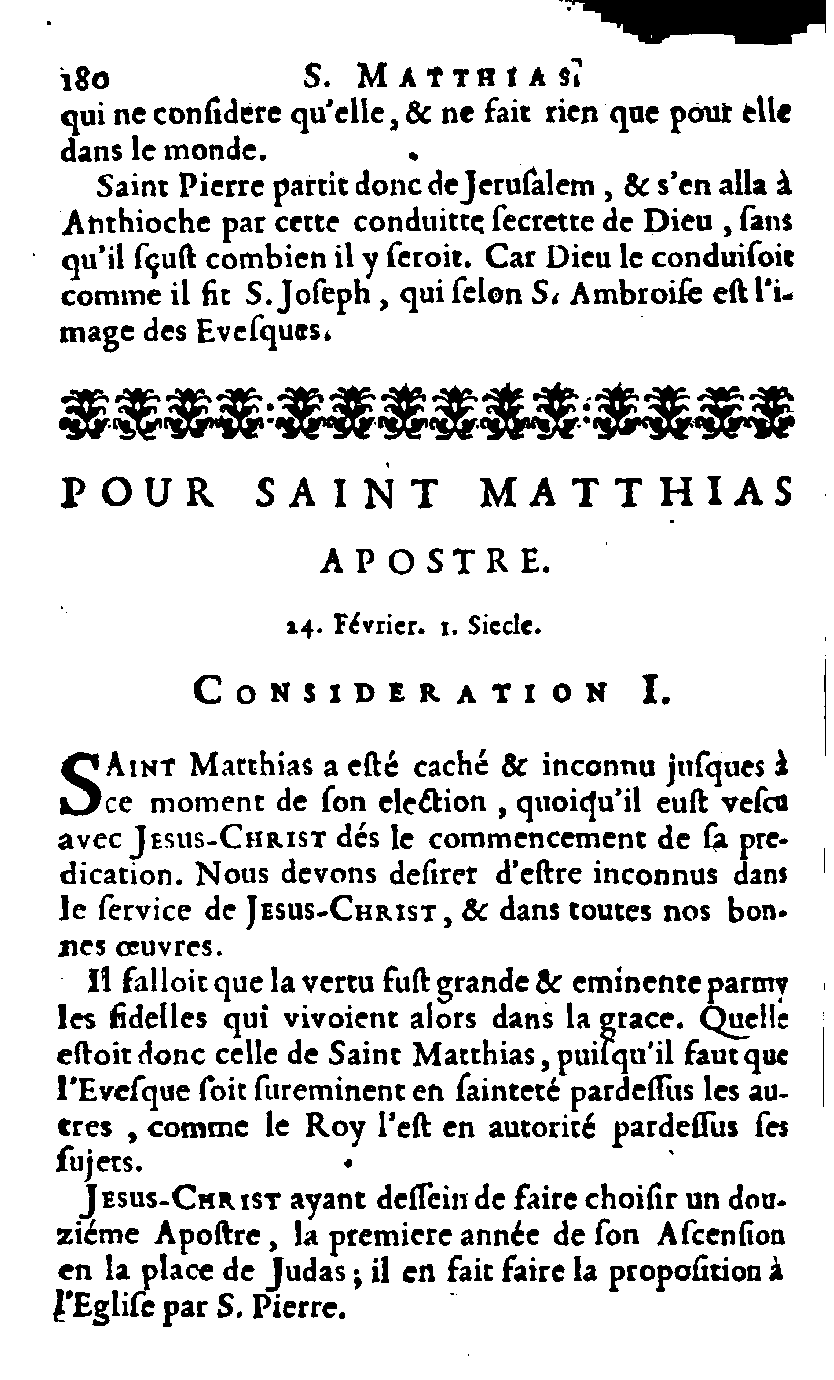 180 S. MATTHIAS.
qui ne conſidere qu'elle, & ne fait rien que pour elle
dans le monde.
Saint Pierre partit donc de Jeruſalem, & s'en alla à
Anthioche par cette conduitte ſecrette de Dieu, ſans
qu'il ſçuſt combien il y ſeroit. Car Dieu le conduiſoit
comme il fit S. Joſeph, qui ſelon S. Ambroiſe eſt l'i-
mage des Eveſques.
POUR SAINT MATTHIAS
APOSTRE.
24. Février. 1. Siecle.
CONSIDERATION I.
SAINT Matthias a eſté caché & inconnu juſques à
ce moment de ſon election, quoiqu'il euſt veſcu
avec JESUS-CHRIST dés le commencement de ſa pre-
dication. Nous devons deſirer d'eſtre inconnus dans
le ſervice de JESUS-CHRIST, & dans toutes nos bon-
nes œuvres.
Il falloit que la vertu fuſt grande & eminente parmy
les fidelles qui vivoient alors dans la grace. Quelle
eſtoit donc celle de Saint Matthias, puiſqu'il faut que
l'Eveſque ſoit ſureminent en ſainteté pardeſſus les au-
tres, comme le Roy l'eſt en autorité pardeſſus ſes
ſujets.
JESUS-CHRIST ayant deſſein de faire choiſir un dou-
ziéme Apoſtre, la premiere année de ſon Aſcenſion
en la place de Judas; il en fait faire la propoſition à
l'Egliſe par S. Pierre.